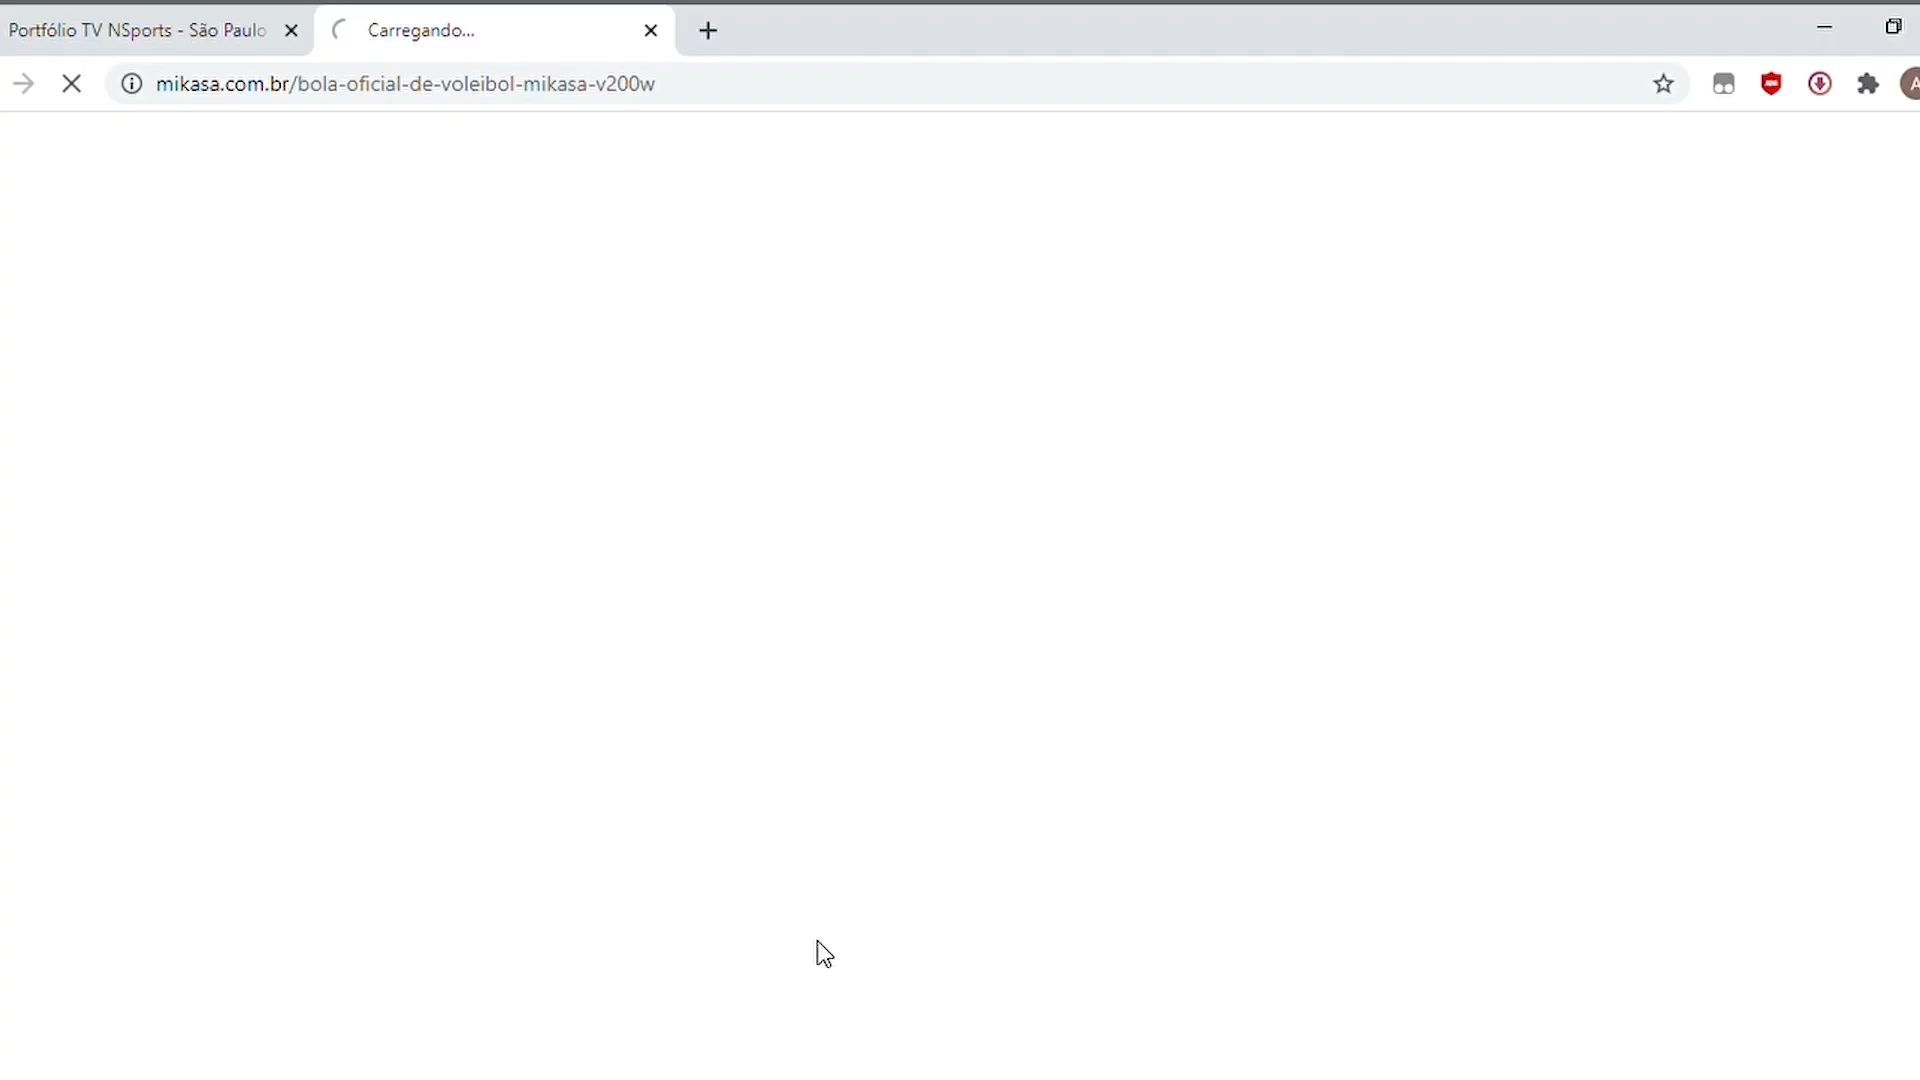 Portfólio TV NSports - São Paulo
Carregando...
mikasa.com.br/bola-oficial-de-voleibol-mikasa-v200w
A